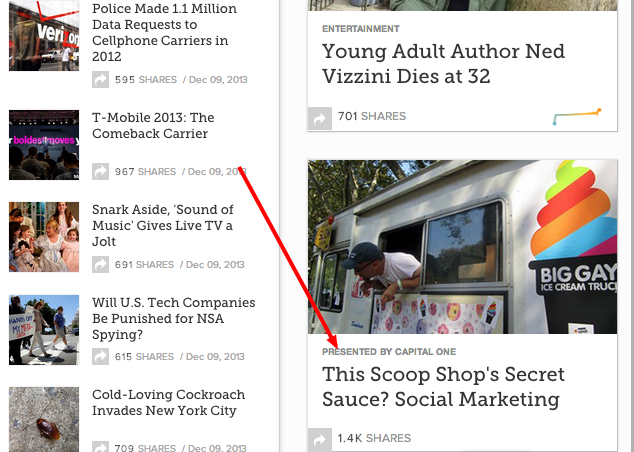 Police Made 1.1 Million
Data Requests to
Cellphone Carriers in
2012
595 SHARES / Dec 09, 2013
T-Mobile 2013: The
Comeback Carrier
967 SHARES / Dec 09, 2013
Snark Aside, 'Sound of
Music' Gives Live TV a
Jolt
691 SHARES / Dec 09, 2013
Will U.S. Tech Companies
Be Punished for NSA
Spying?
615 SHARES / Dec 09, 2013
Cold-Loving Cockroach
Invades New York City
709 SHARES / Dec 09, 2013
verizon
boldest moves
HANDS OFF
MY
ENTERTAINMENT
Young Adult Author Ned
Vizzini Dies at 32
701 SHARES
BIG GAY
ICE CREAM TRUC
PRESENTED BY CAPITAL ONE
This Scoop Shop's Secret
Sauce? Social Marketing
1.4K SHARES